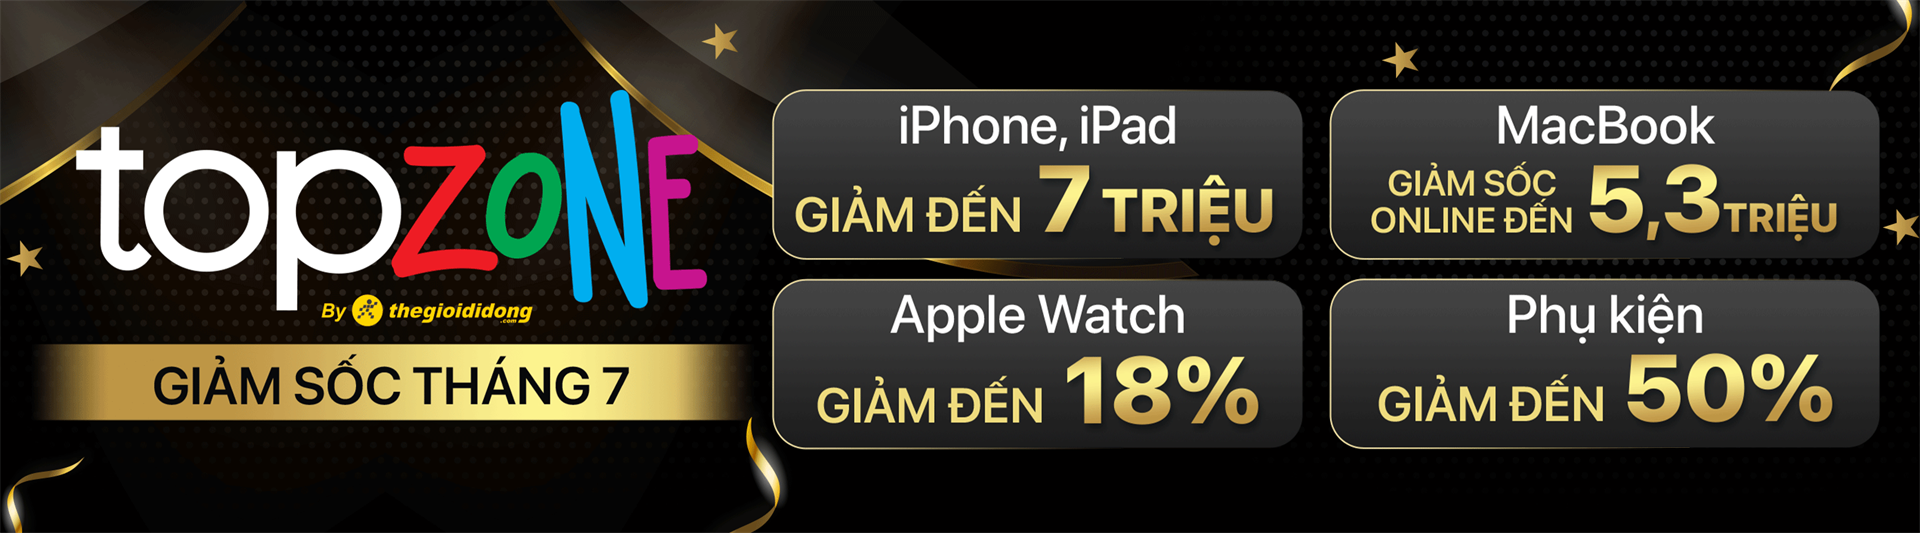 topzone
By thegioididong
.com
GIẢM SỐC THÁNG 7
iPhone, iPad
GIẢM ĐẾN 7 TRIỆU
MacBook
GIẢM SỐC
ONLINE ĐẾN 5,3 TRIỆU
Apple Watch
GIẢM ĐẾN 18%
Phụ kiện
GIẢM ĐẾN 50%